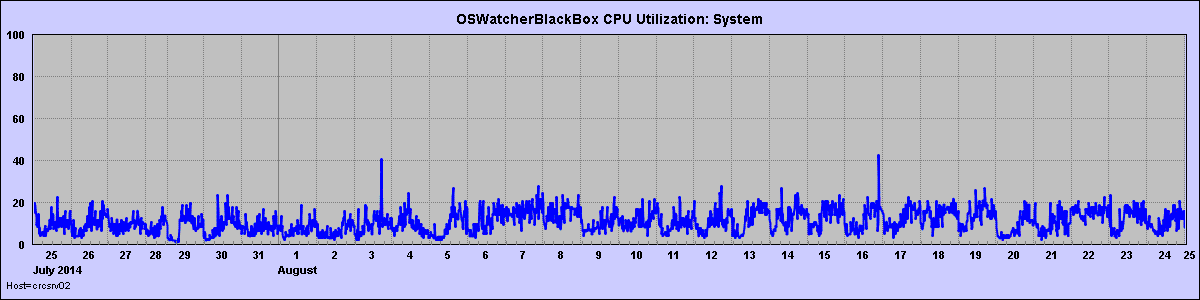 OSWatcherBlackBox CPU Utilization: System
100
80
60
40
20
0
25 26 27 28 29 30 31 1 2 3 4 5 6 7 8 9 10 11 12 13 14 15 16 17 18 19 20 21 22 23 24 25
July 2014 August
Host=crcsrv02